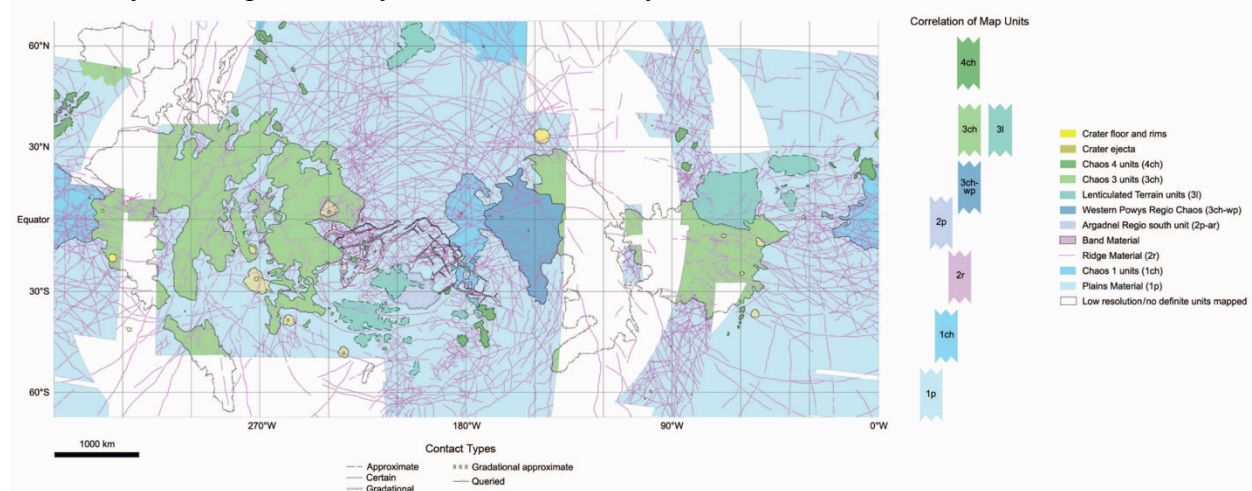 Correlation of Map Units
60°N
30°N
Equator
30°S
60°S
270°W
180°W
90°W
0°W
1000 km
Contact Types
Approximate
Certain
Gradational
Gradational approximate
Queried
4ch
3ch
3l
3ch-
wp
2p
2r
1ch
1p
Crater floor and rims
Crater ejecta
Chaos 4 units (4ch)
Chaos 3 units (3ch)
Lenticulated Terrain units (3l)
Western Powys Regio Chaos (3ch-wp)
Argadnel Regio south unit (2p-ar)
Band Material
Ridge Material (2r)
Chaos 1 units (1ch)
Plains Material (1p)
Low resolution/no definite units mapped